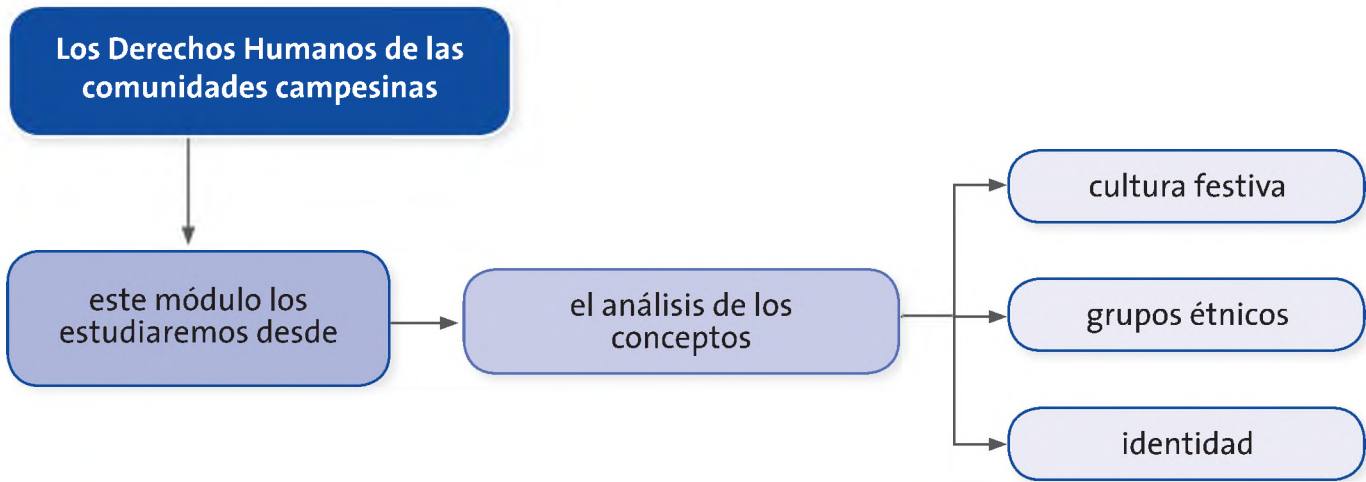 Los Derechos Humanos de las
comunidades campesinas
este módulo los
estudiaremos desde
el análisis de los
conceptos
cultura festiva
grupos étnicos
identidad